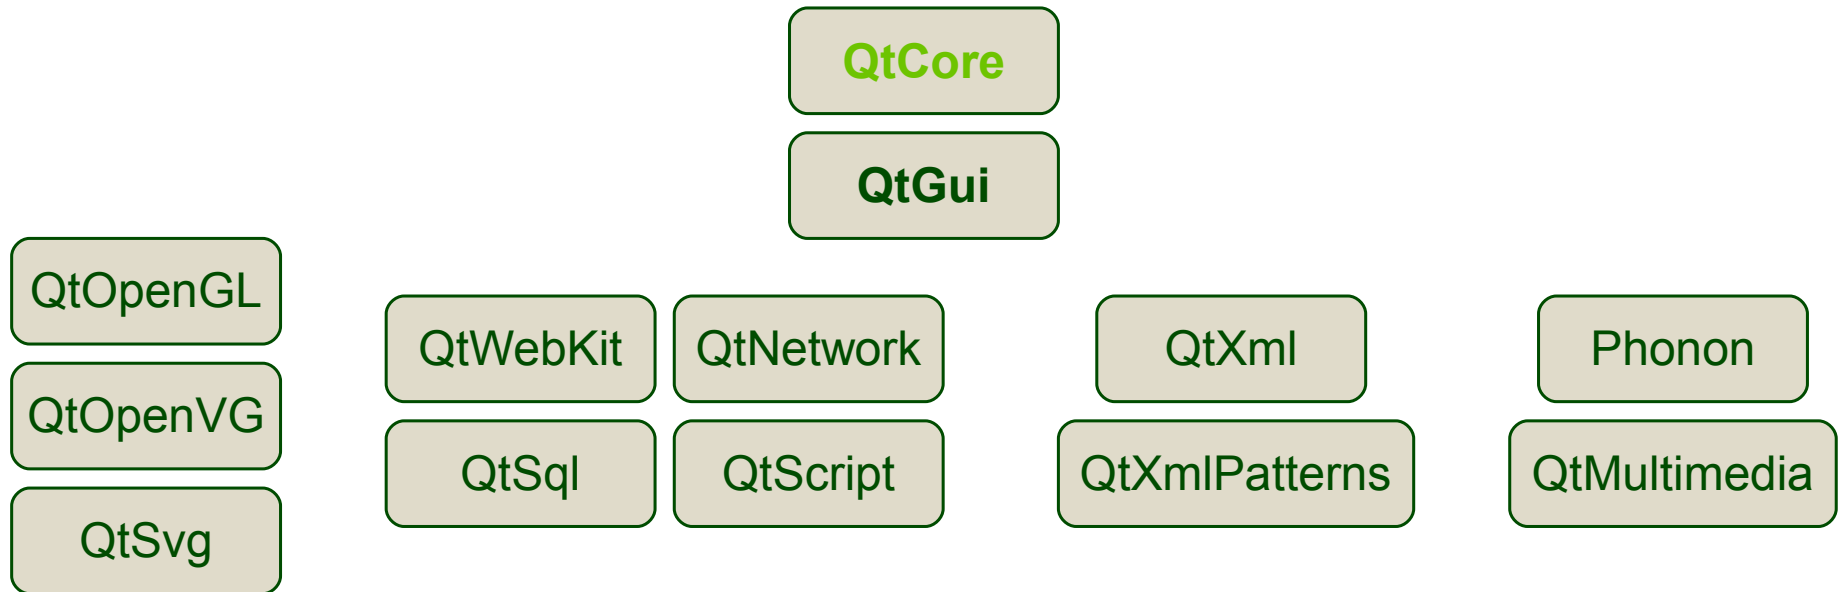 QtCore
QtGui
QtOpenGL
QtOpenVG
QtSvg
QtWebKit
QtNetwork
QtSql
QtScript
QtXml
QtXmlPatterns
Phonon
QtMultimedia